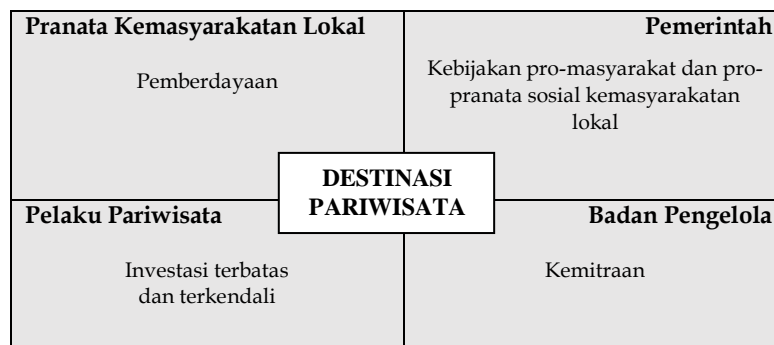 Pranata Kemasyarakatan Lokal
Pemberdayaan
Pemerintah
Kebijakan pro-masyarakat dan pro-
pranata sosial kemasyarakatan
lokal
DESTINASI
PARIWISATA
Pelaku Pariwisata
Investasi terbatas
dan terkendali
Badan Pengelola
Kemitraan